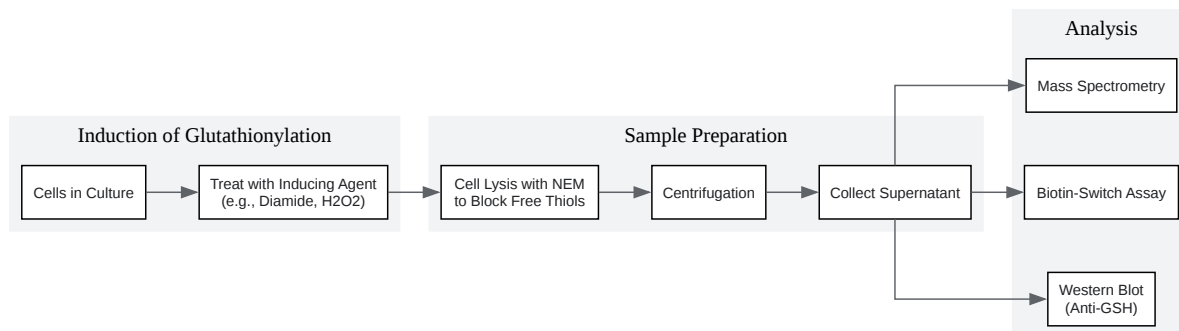 Induction of Glutathionylation
Cells in Culture
Treat with Inducing Agent
(e.g., Diamide, H2O2)
Sample Preparation
Cell Lysis with NEM
to Block Free Thiols
Centrifugation
Collect Supernatant
Analysis
Mass Spectrometry
Biotin-Switch Assay
Western Blot
(Anti-GSH)